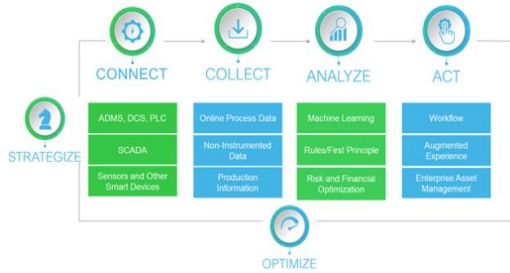 CONNECT
COLLECT
ANALYZE
ACT
STRATEGIZE
ADMS, DCS, PLC
SCADA
Sensors and Other
Smart Devices
Online Process Data
Non-Instrumented
Data
Production
Information
Machine Learning
Rules/First Principle
Risk and Financial
Optimization
Workflow
Augmented
Experience
Enterprise Asset
Management
OPTIMIZE